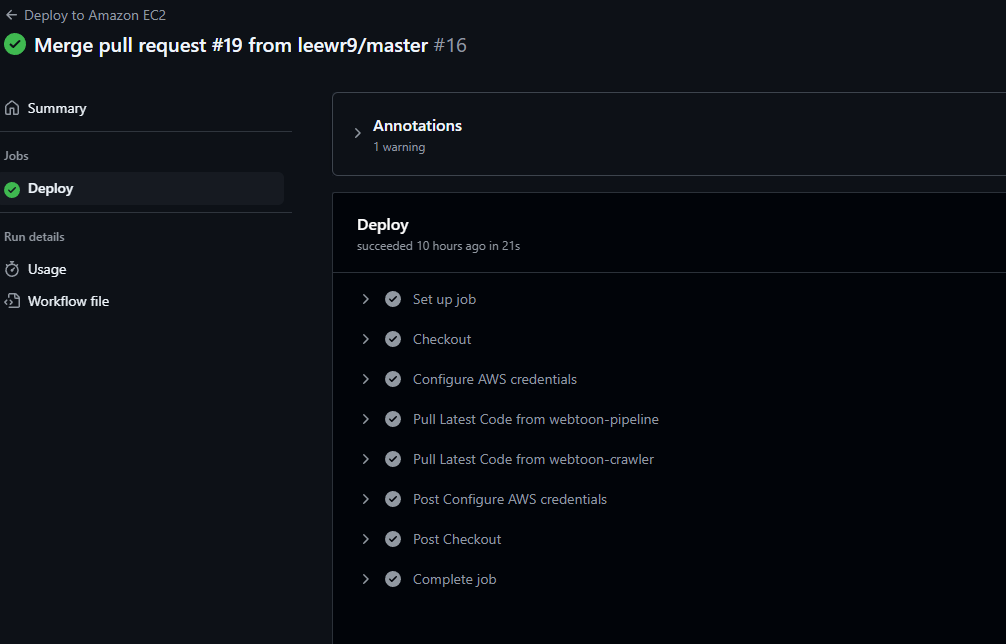 Deploy to Amazon EC2
Merge pull request #19 from leewr9/master #16
Summary
Jobs
Deploy
Run details
Usage
Workflow file
Annotations
1 warning
Deploy
succeeded 10 hours ago in 21s
Set up job
Checkout
Configure AWS credentials
Pull Latest Code from webtoon-pipeline
Pull Latest Code from webtoon-crawler
Post Configure AWS credentials
Post Checkout
Complete job